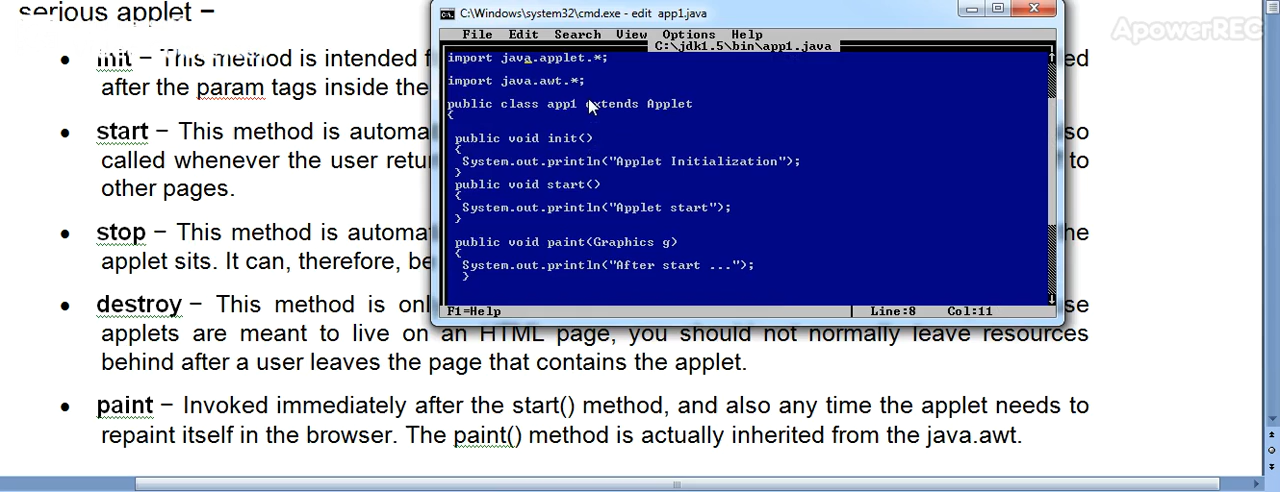 serious applet –
ApowerREC
• init – This method is intended f
ed
after the param tags inside the
• start – This method is automa
so
called whenever the user retur
to
other pages.
• stop – This method is automa
he
applet sits. It can, therefore, be
• destroy – This method is onl
se
applets are meant to live on an HTML page, you should not normally leave resources
behind after a user leaves the page that contains the applet.
• paint – Invoked immediately after the start() method, and also any time the applet needs to
repaint itself in the browser. The paint() method is actually inherited from the java.awt.
C:\Windows\system32\cmd.exe - edit app1.java
File Edit Search View Options Help
C:\jdk1.5\bin\app1.java
import java.applet.*;
import java.awt.*;
public class app1 extends Applet
{
public void init()
{
System.out.println("Applet Initialization");
}
public void start()
{
System.out.println("Applet start");
}
public void paint(Graphics g)
{
System.out.println("After start ...");
}
F1=Help
Line:8 Col:11